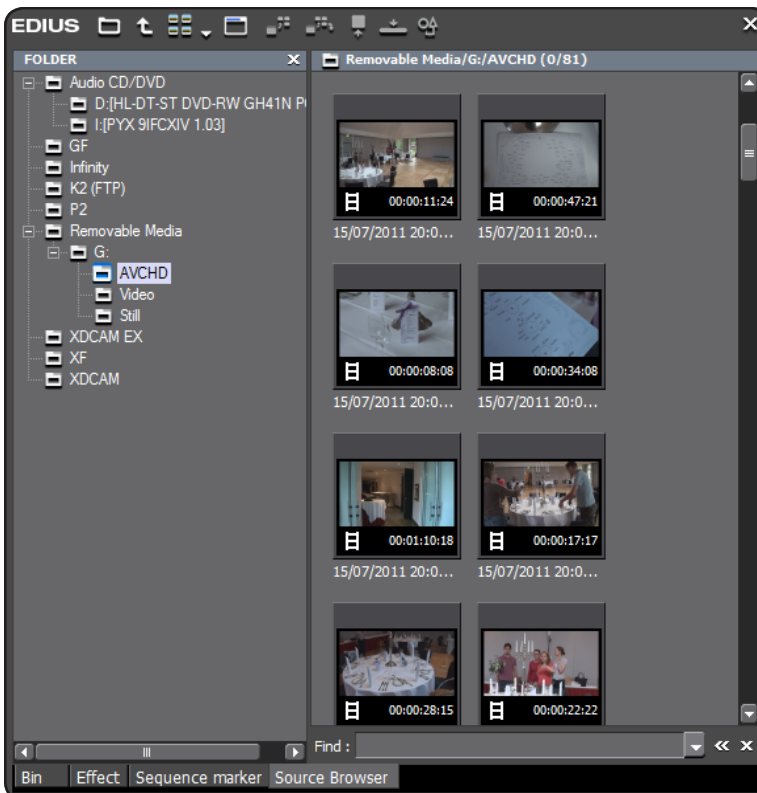 EDIUS
FOLDER
Audio CD/DVD
D:[HL-DT-ST DVD-RW GH41N P
I:[PYX 9IFCXIV 1.03]
GF
Infinity
K2 (FTP)
P2
Removable Media
G:
AVCHD
Video
Still
XDCAM EX
XF
XDCAM
Removable Media/G:/AVCHD (0/81)
00:00:11:24
00:00:47:21
15/07/2011 20:0...
15/07/2011 20:0...
00:00:08:08
00:00:34:08
15/07/2011 20:0...
15/07/2011 20:0...
00:01:10:18
00:00:17:17
15/07/2011 20:0...
15/07/2011 20:0...
00:00:28:15
00:00:22:22
Find :
Bin
Effect
Sequence marker
Source Browser